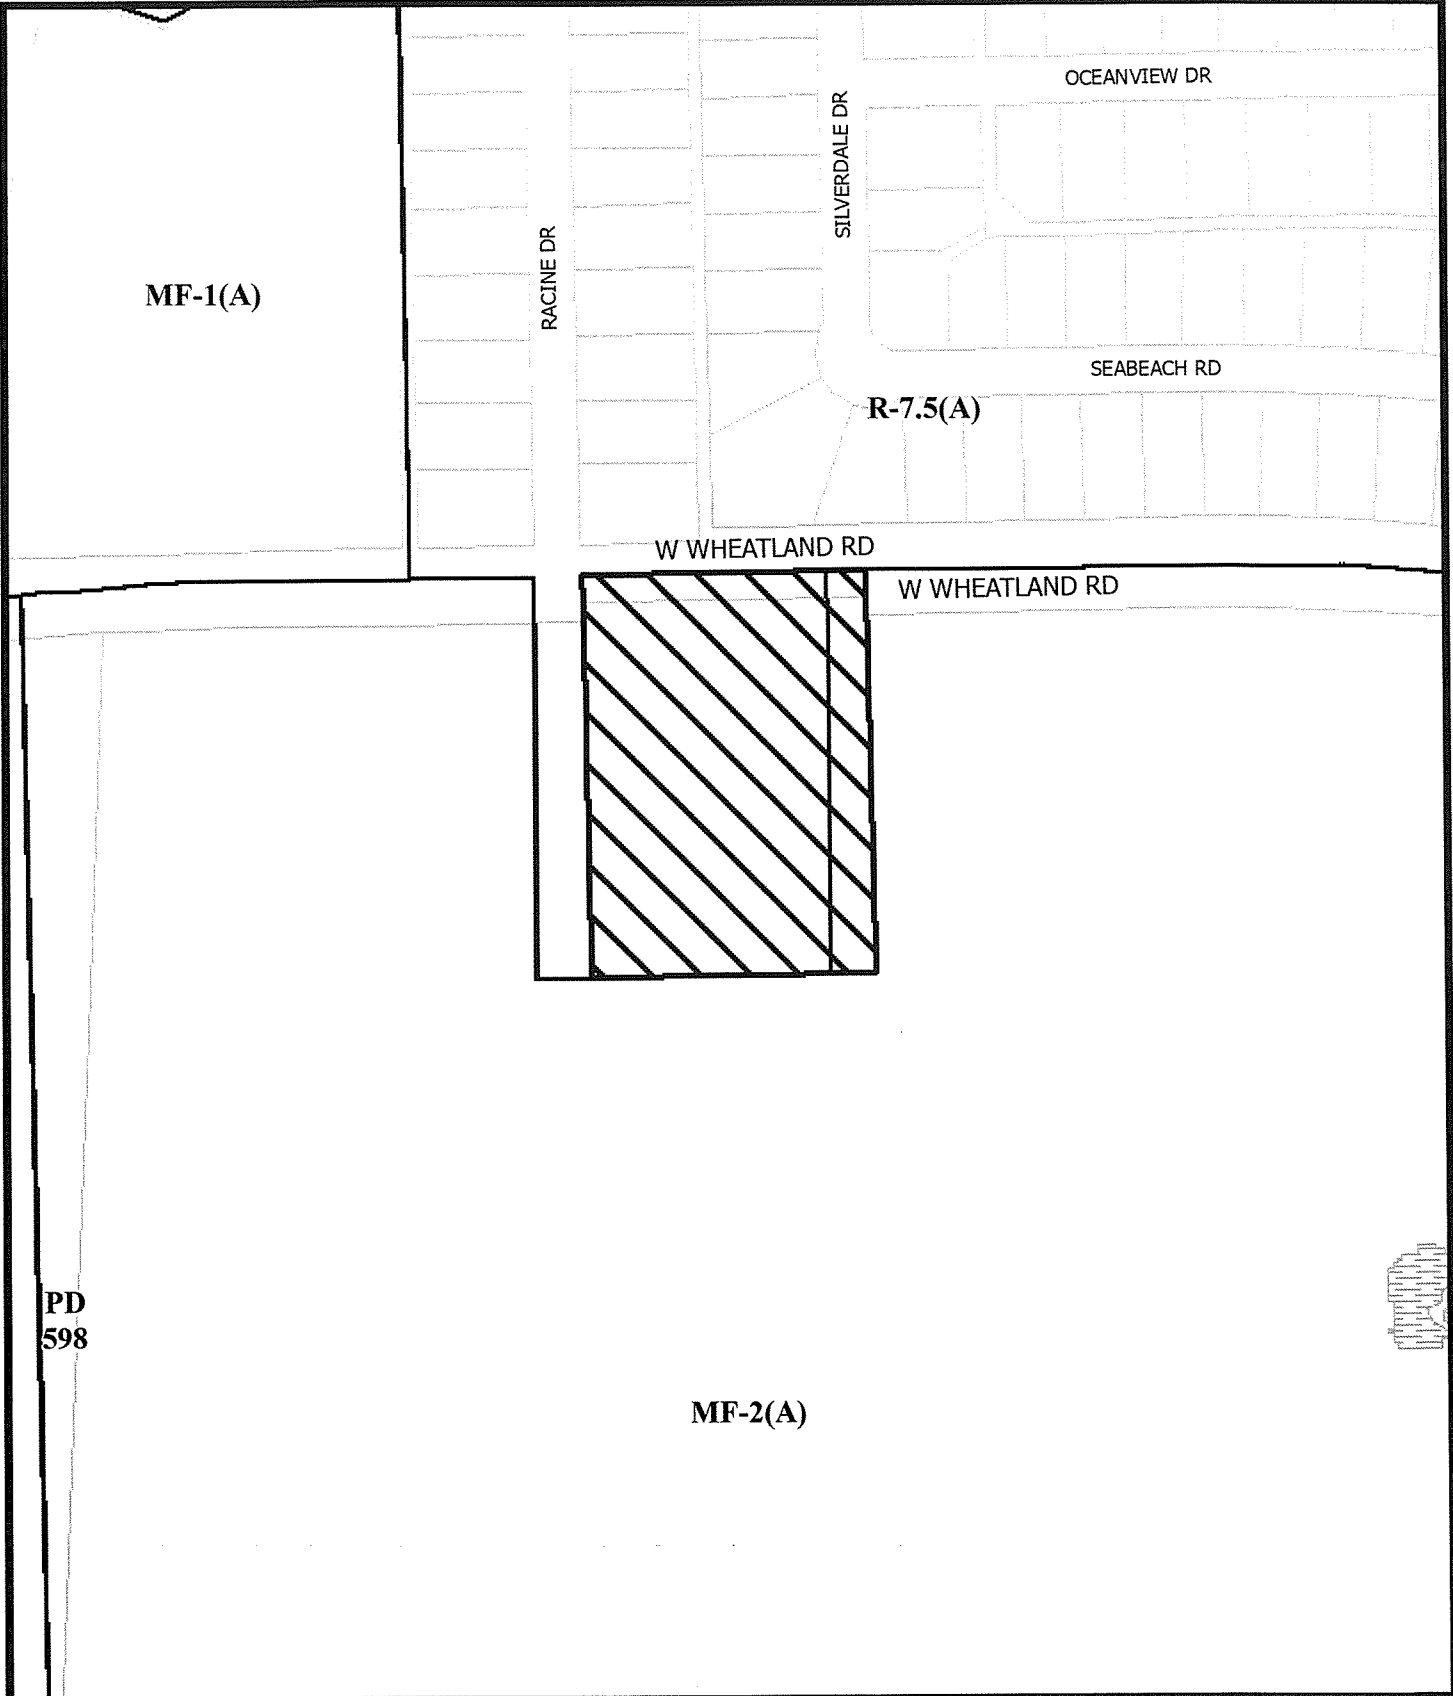 OCEANVIEW DR
SILVERDALE DR
RACINE DR
MF-1(A)
SEABEACH RD
R-7.5(A)
W WHEATLAND RD
W WHEATLAND RD
PD
598
MF-2(A)